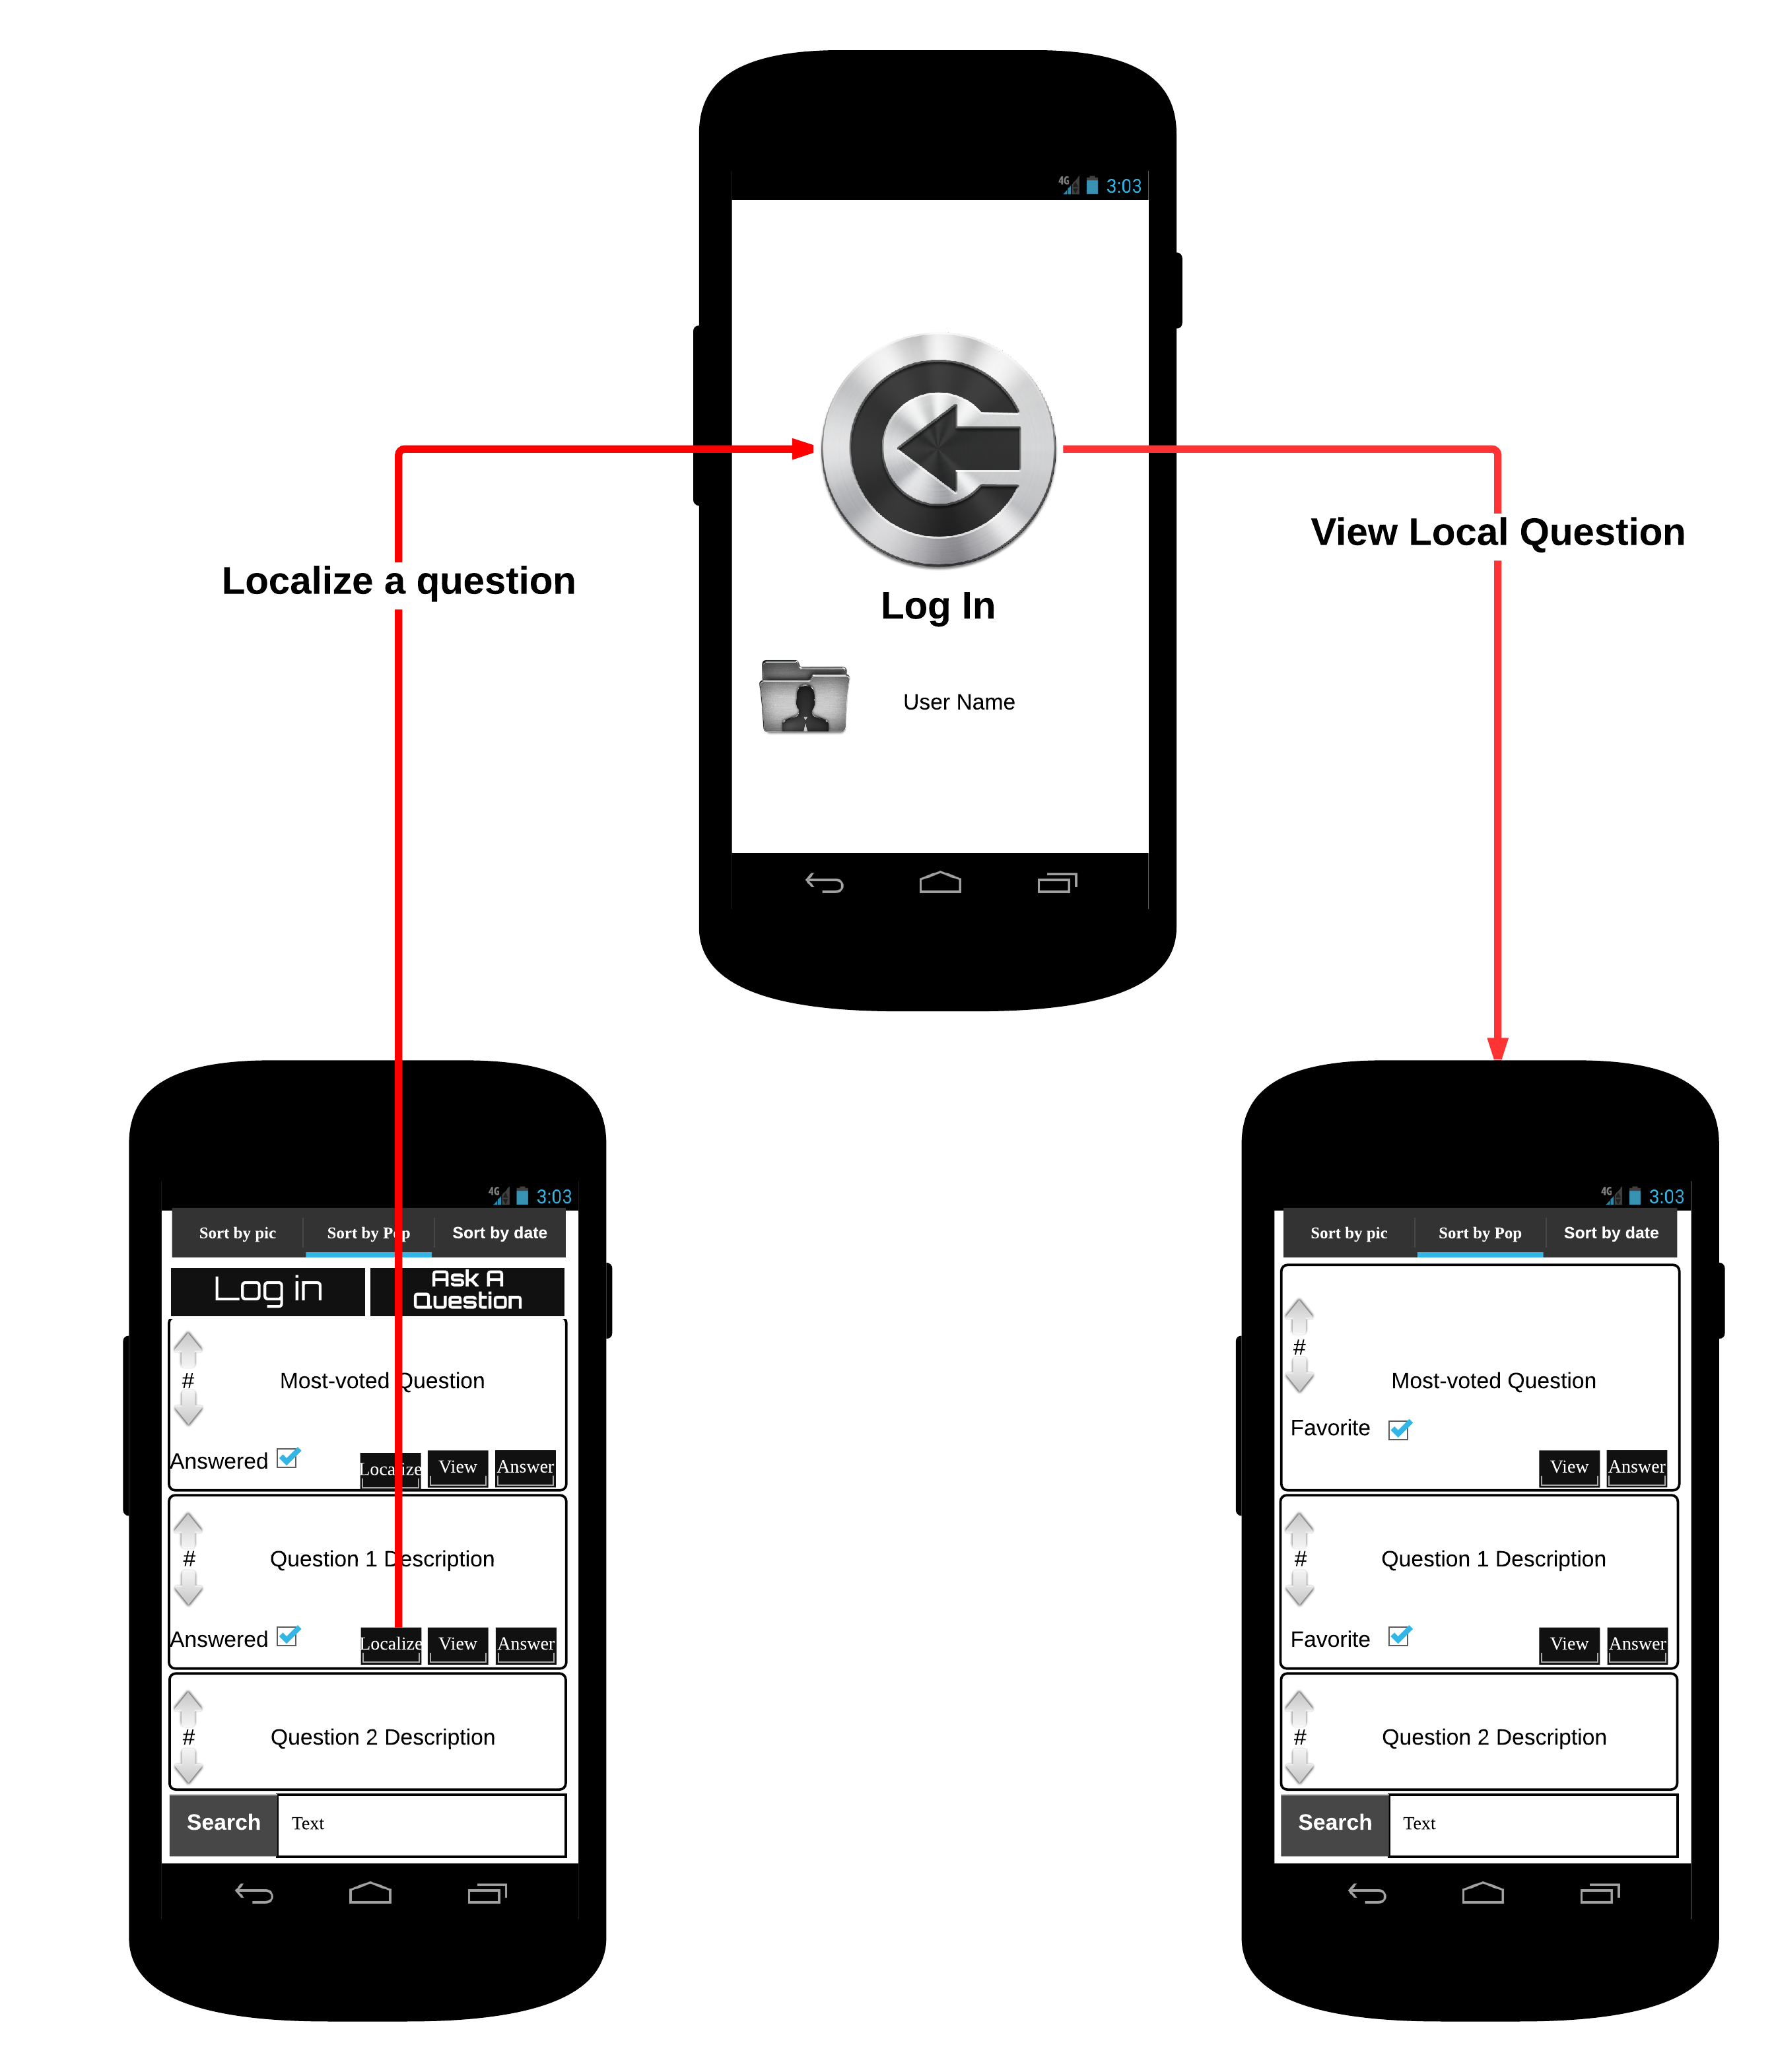 4G 3:03
View Local Question
Localize a question
Log In
User Name
4G 3:03
Sort by pic Sort by Pop Sort by date
Log in
Ask A
Question
#
Most-voted Question
Answered
Localize View Answer
#
Question 1 Description
Answered
Localize View Answer
#
Question 2 Description
Search Text
4G 3:03
Sort by pic Sort by Pop Sort by date
#
Most-voted Question
Favorite
View Answer
#
Question 1 Description
Favorite
View Answer
#
Question 2 Description
Search Text